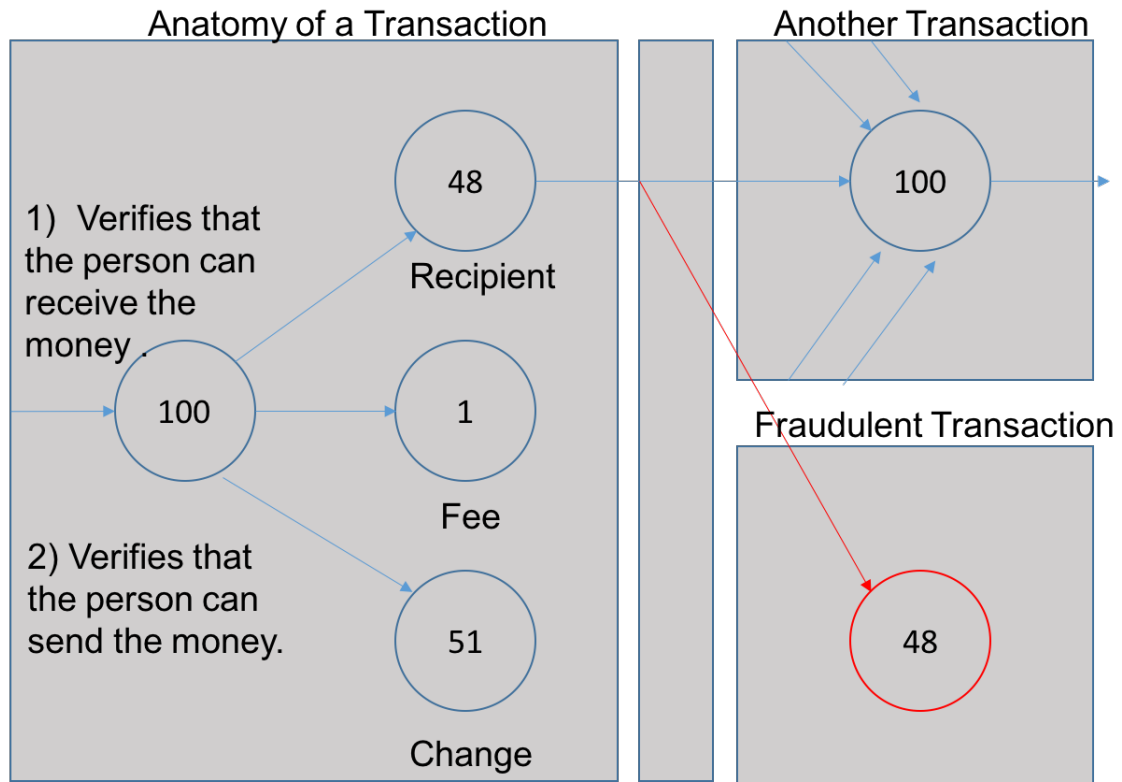 Anatomy of a Transaction
1) Verifies that
the person can
receive the
money .
100
48
Recipient
1
Fee
2) Verifies that
the person can
send the money.
51
Change
Another Transaction
100
Fraudulent Transaction
48